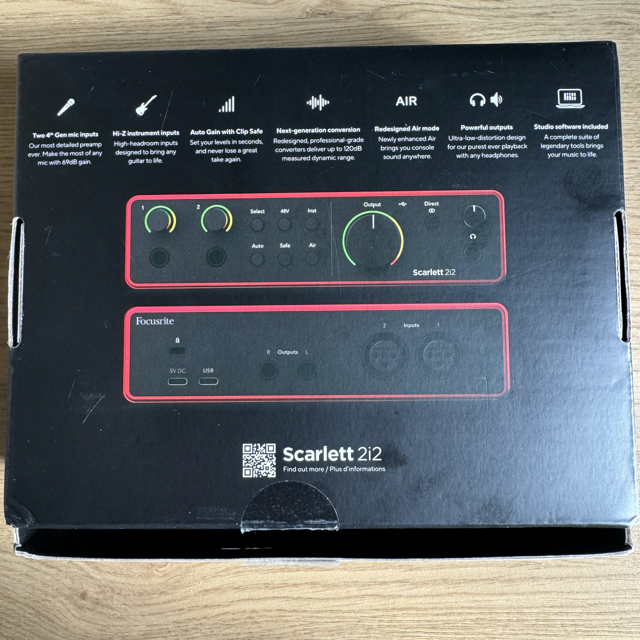 Two 4th Gen mic inputs
Our most detailed preamp
ever. Make the most of any
mic with 69dB gain.
Hi-Z instrument inputs
High-headroom inputs
designed to bring any
guitar to life.
Auto Gain with Clip Safe
Set your levels in seconds,
and never lose a great
take again.
Next-generation conversion
Redesigned, professional-grade
converters deliver up to 120dB
measured dynamic range.
AIR
Redesigned Air mode
Newly enhanced Air
brings you console
sound anywhere.
Powerful outputs
Ultra-low-distortion design
for our purest ever playback
with any headphones.
Studio software included
A complete suite of
legendary tools brings
your music to life.
1 2 Select 48V Inst Output Direct
Auto Safe Air
Scarlett 2i2
Focusrite
2 Inputs 1
R Outputs L
5V DC USB
Scarlett 2i2
Find out more / Plus d'informations